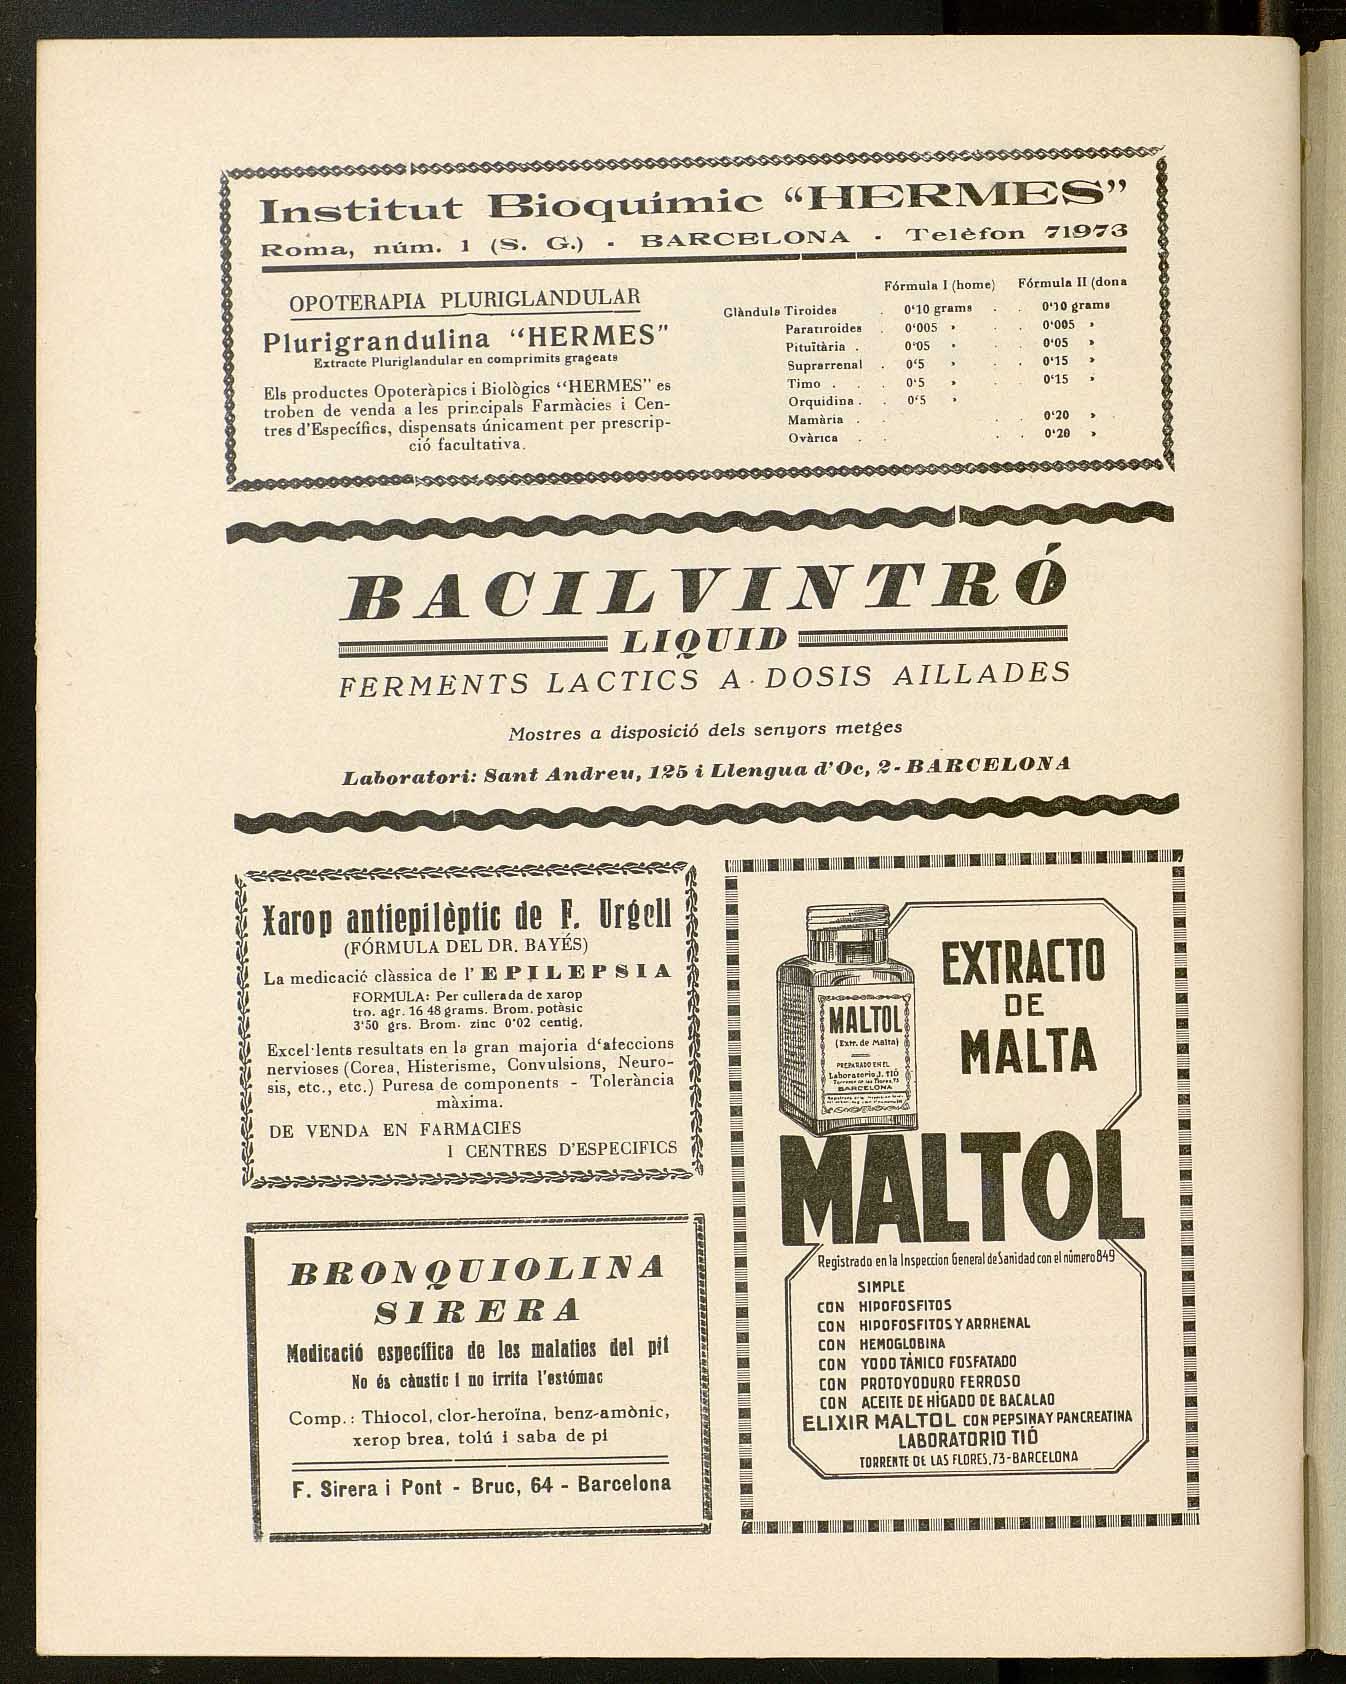 Institut Bioquímic “HERMES”
Roma, núm. 1 (S. G.) - BARCELONA - Telèfon 71973
OPOTERAPIA PLURIGLANDULAR
Plurigrandulina “HERMES”
Extracte Pluriglandular en comprimits grageats
Els productes Opoteràpics i Biològics “HERMES” es
troben de venda a les principals Farmàcies i Cen-
tres d'Específics, dispensats únicament per prescrip-
ció facultativa.
Fórmula I (home) Fórmula II (dona
Glàndula Tiroides . 0'10 grams . . 0'10 grams
Paratiroides . 0'005 » . . 0'005 »
Pituïtària . 0'05 » . . 0'05 »
Suprarrenal . 0'5 » . . 0'15 »
Timo . . . 0'5 » . . 0'15 »
Orquidina . . 0'5 »
Mamària . . . . 0'20 » .
Ovàrica . . . . 0'20 »
BACILVINTRÓ
LIQUID
FERMENTS LACTICS A DOSIS AILLADES
Mostres a disposició dels senyors metges
Laboratori: Sant Andreu, 125 i Llengua d'Oc, 2 - BARCELONA
Xarop antiepilèptic de F. Urgell
(FÓRMULA DEL DR. BAYÉS)
La medicació clàssica de l' EPILEPSIA
FORMULA: Per cullerada de xarop
tro. agr. 16 48 grams. Brom. potàsic
3'50 grs. Brom. zinc 0'02 centig.
Excel·lents resultats en la gran majoria d'afeccions
nervioses (Corea, Histerisme, Convulsions, Neuro-
sis, etc., etc.) Puresa de components - Tolerància
màxima.
DE VENDA EN FARMACIES
I CENTRES D'ESPECIFICS
BRONQUIOLINA
SIRERA
Medicació específica de les malaties del pit
No és càustic i no irrita l'estómac
Comp.: Thiocol, clor-heroïna, benz-amònic,
xerop brea, tolú i saba de pi
F. Sirera i Pont - Bruc, 64 - Barcelona
EXTRACTO
DE
MALTA
MALTOL
(Extr. de Malta)
PREPARADO EN EL
Laboratorio J. TIÓ
Torrente de las Flores, 73
BARCELONA
MALTOL
Registrado en la Inspeccion General de Sanidad con el número 849
SIMPLE
CON HIPOFOSFITOS
CON HIPOFOSFITOS Y ARRHENAL
CON HEMOGLOBINA
CON YODO TÁNICO FOSFATADO
CON PROTOYODURO FERROSO
CON ACEITE DE HÍGADO DE BACALAO
ELIXIR MALTOL CON PEPSINA Y PANCREATINA
LABORATORIO TIÓ
TORRENTE DE LAS FLORES, 73-BARCELONA